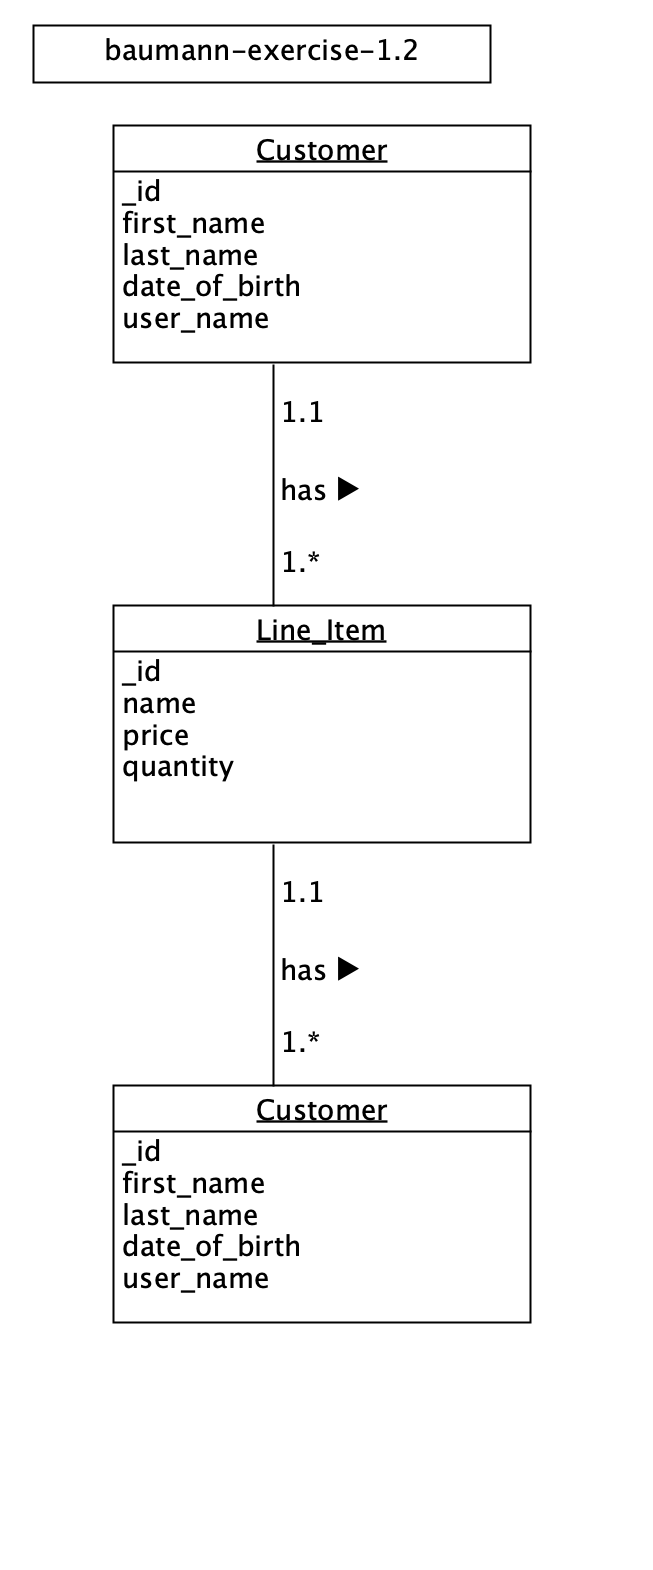 baumann-exercise-1.2
Customer
_id
first_name
last_name
date_of_birth
user_name
1.1
has ▶
1.*
Line_Item
_id
name
price
quantity
1.1
has ▶
1.*
Customer
_id
first_name
last_name
date_of_birth
user_name